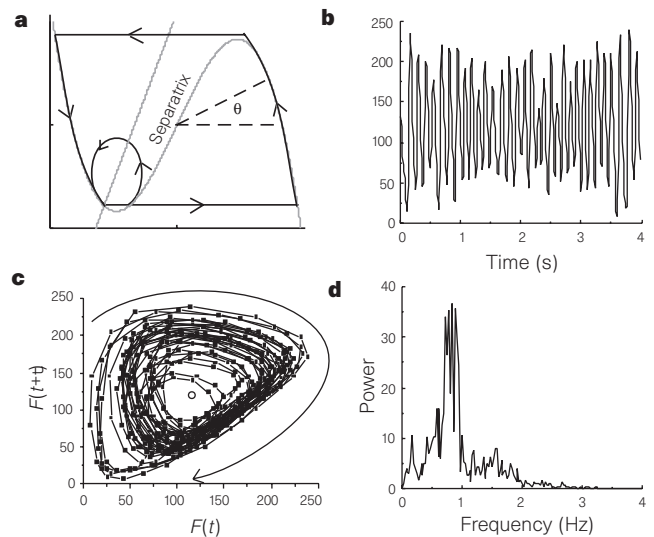 a
Separatrix
θ
b
250
200
150
100
50
0
0 1 2 3 4
Time (s)
c
250
200
150
100
50
0
F(t+t)
0 50 100 150 200 250
F(t)
d
40
30
20
10
0
Power
0 1 2 3 4
Frequency (Hz)